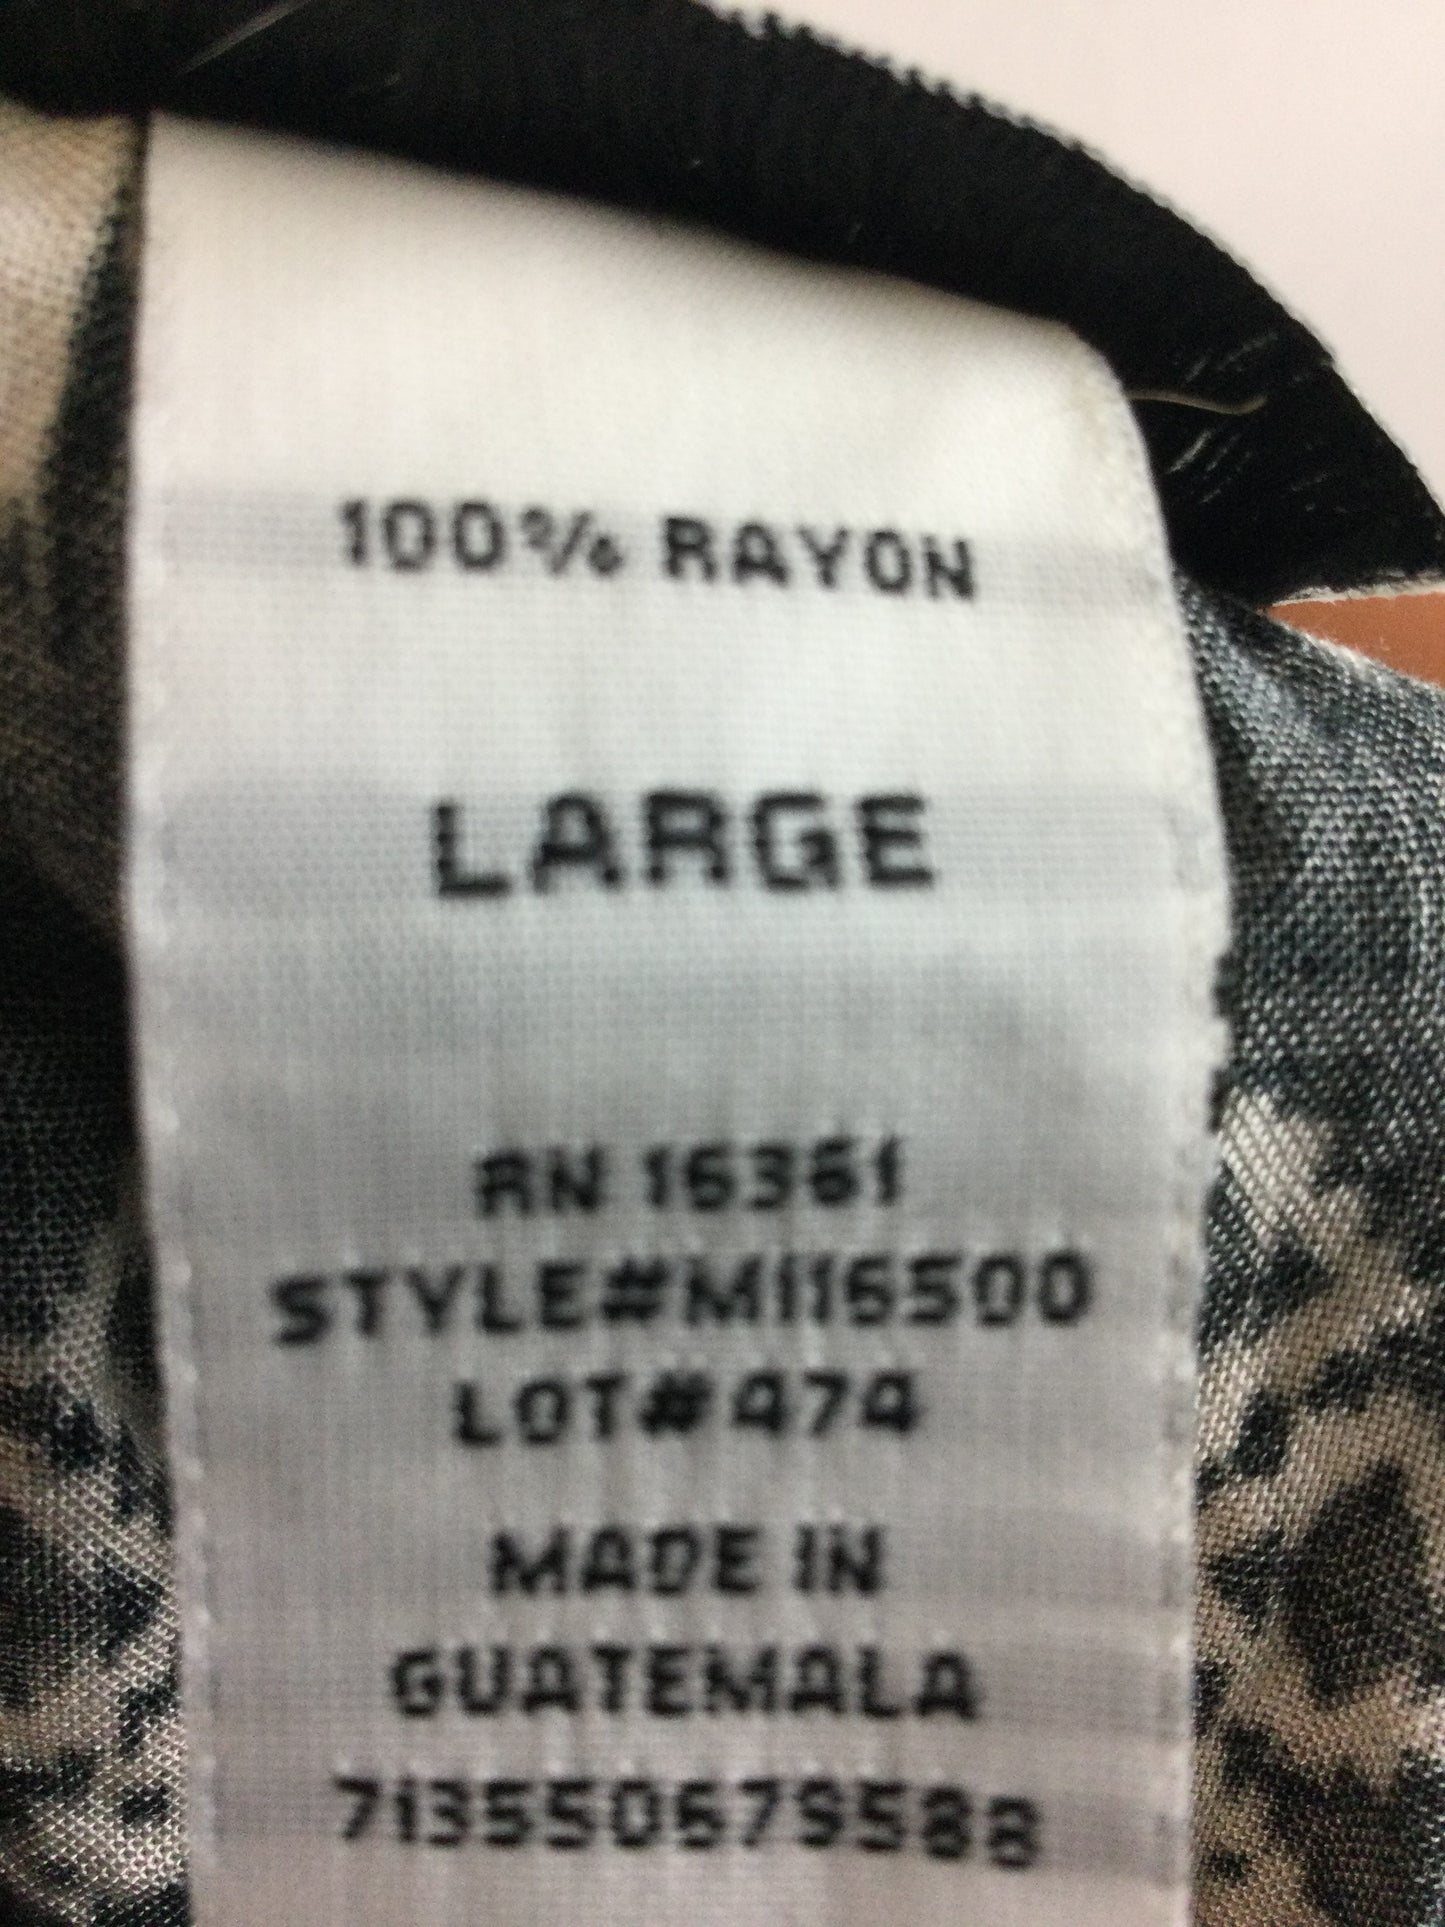 100% RAYON
LARGE
RN 16361
STYLE#MI16500
LOT#474
MADE IN
GUATEMALA
713550679588